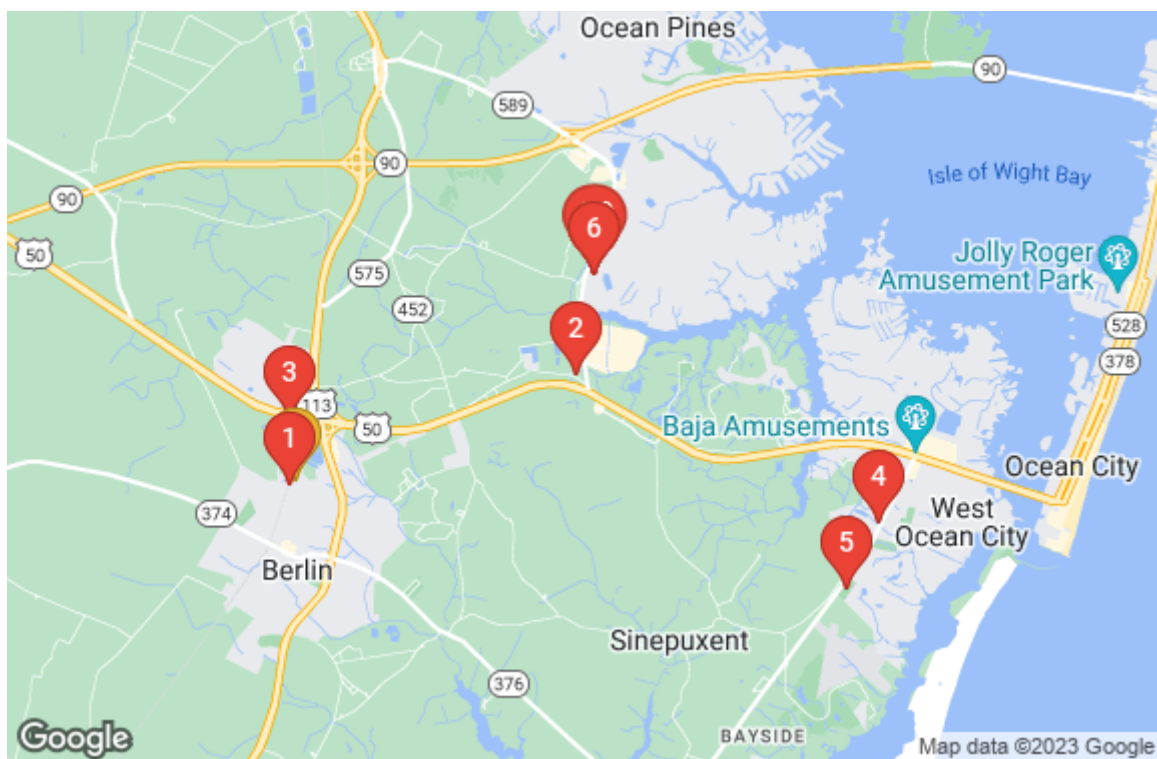 Ocean Pines
90
589
90
90
Isle of Wight Bay
50
6
Jolly Roger
Amusement Park
575
452
528
2
378
3
113
50
Baja Amusements
1
Ocean City
4
374
West
Ocean City
5
Berlin
Sinepuxent
376
BAYSIDE
Google
Map data ©2023 Google